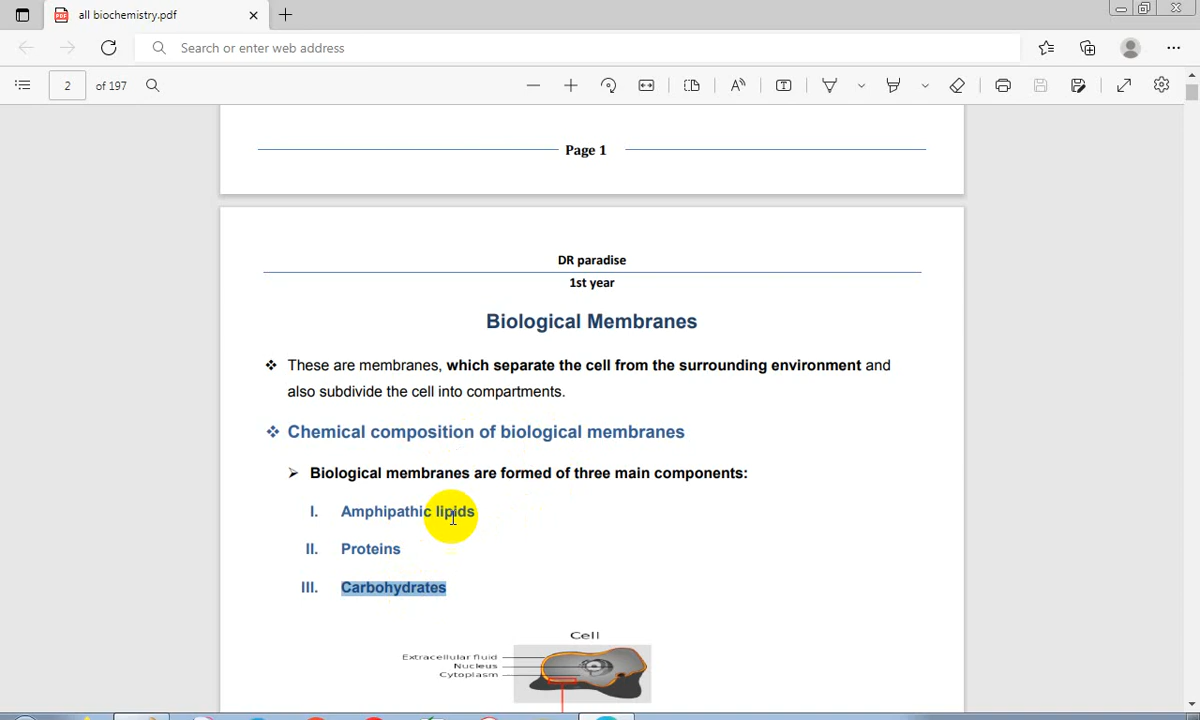 all biochemistry.pdf
Search or enter web address
2 of 197
Page 1
DR paradise
1st year
Biological Membranes
❖ These are membranes, which separate the cell from the surrounding environment and
also subdivide the cell into compartments.
❖ Chemical composition of biological membranes
➢ Biological membranes are formed of three main components:
I. Amphipathic lipids
II. Proteins
III. Carbohydrates
Cell
Extracellular fluid
Nucleus
Cytoplasm